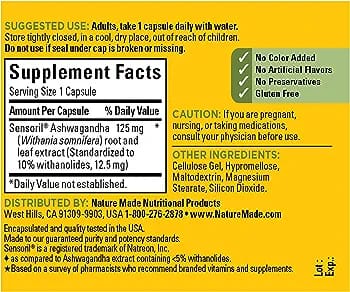 SUGGESTED USE: Adults, take 1 capsule daily with water.
Store tightly closed, in a cool, dry place, out of reach of children.
Do not use if seal under cap is broken or missing.
Supplement Facts
Serving Size 1 Capsule
Amount Per Capsule % Daily Value
Sensoril® Ashwagandha 125 mg *
(Withania somnifera) root and
leaf extract (Standardized to
10% withanolides, 12.5 mg)
*Daily Value not established.
✓ No Color Added
✓ No Artificial Flavors
✓ No Preservatives
✓ Gluten Free
CAUTION: If you are pregnant,
nursing, or taking medications,
consult your physician before use.
OTHER INGREDIENTS:
Cellulose Gel, Hypromellose,
Maltodextrin, Magnesium
Stearate, Silicon Dioxide.
DISTRIBUTED BY: Nature Made Nutritional Products
West Hills, CA 91309-9903, USA 1-800-276-2878 • www.NatureMade.com
Encapsulated and quality tested in the USA.
Made to our guaranteed purity and potency standards.
Sensoril® is a registered trademark of Natreon, Inc.
♦ as compared to Ashwagandha extract containing <5% withanolides.
★Based on a survey of pharmacists who recommend branded vitamins and supplements.
Lot :
Exp.: